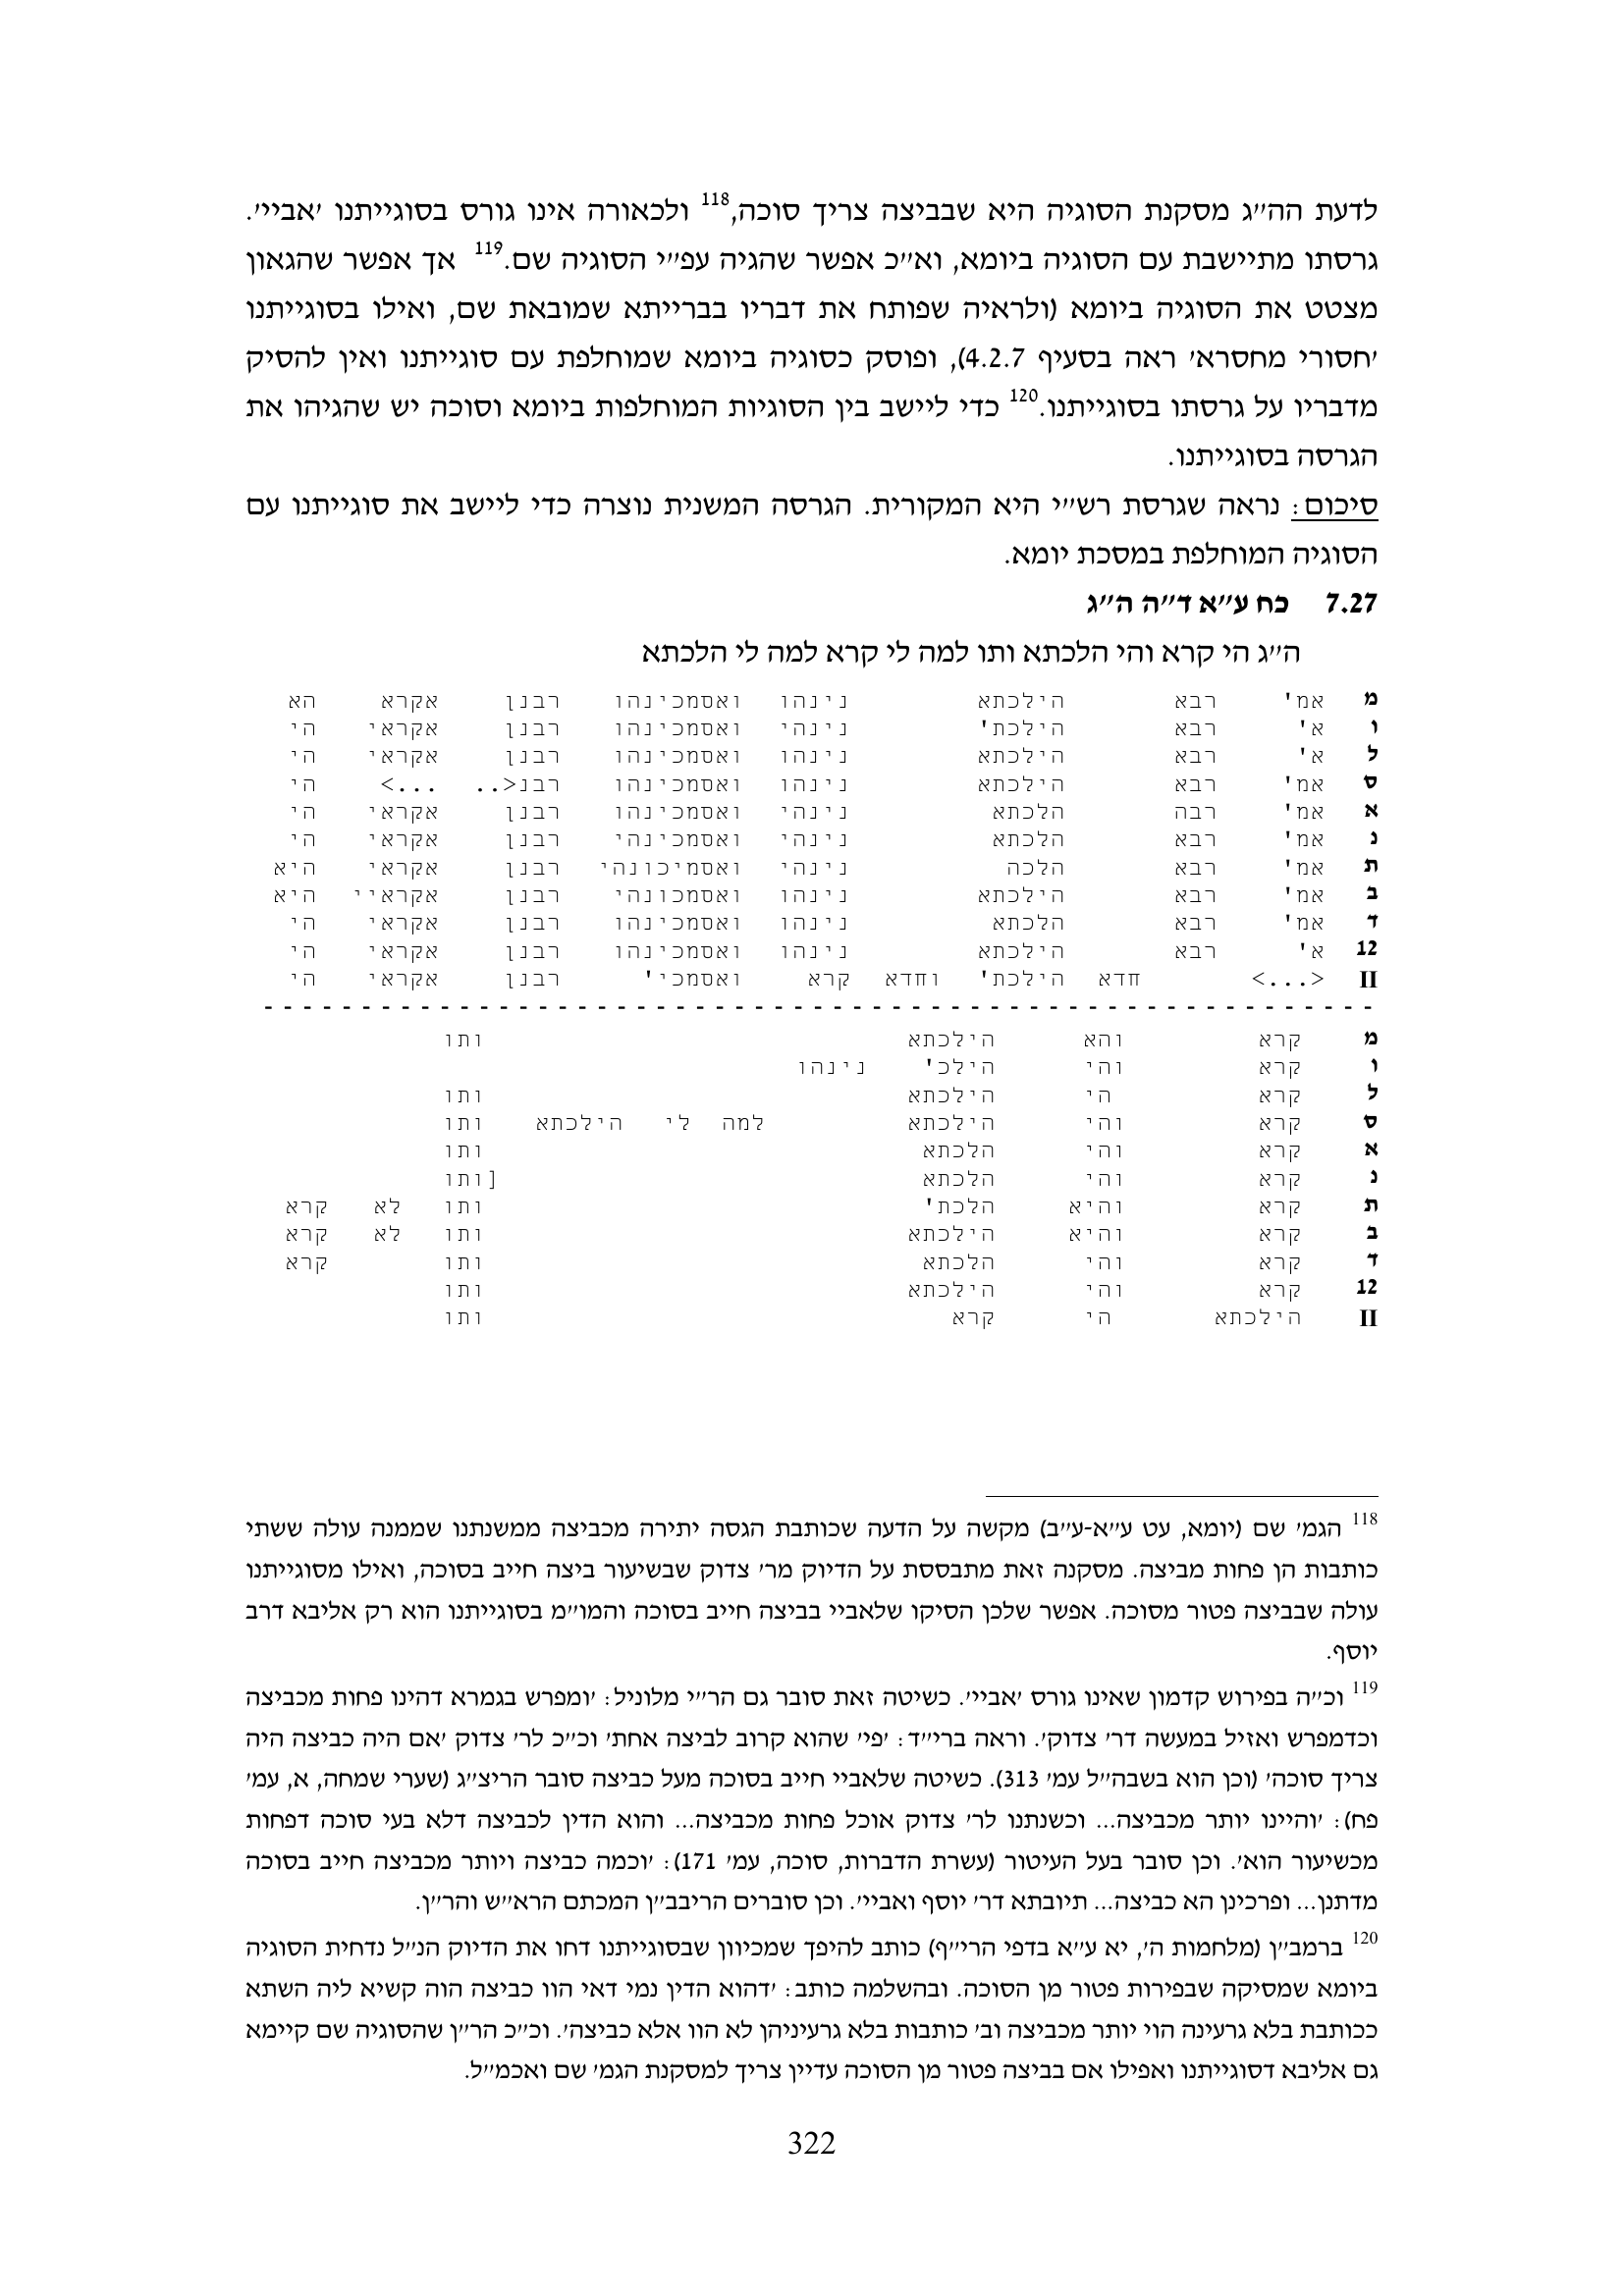 לדעת הה״ג מסקנת הסוגיה היא שבביצה צריך סוכה,118 ולכאורה אינו גורס בסוגייתנו ׳אביי׳.
גרסתו מתיישבת עם הסוגיה ביומא, וא״כ אפשר שהגיה עפ״י הסוגיה שם.119 אך אפשר שהגאון
מצטט את הסוגיה ביומא (ולראיה שפותח את דבריו בברייתא שמובאת שם, ואילו בסוגייתנו
׳חסורי מחסרא׳ ראה בסעיף 4.2.7), ופוסק כסוגיה ביומא שמוחלפת עם סוגייתנו ואין להסיק
מדבריו על גרסתו בסוגייתנו.120 כדי ליישב בין הסוגיות המוחלפות ביומא וסוכה יש שהגיהו את
הגרסה בסוגייתנו.
סיכום: נראה שגרסת רש״י היא המקורית. הגרסה המשנית נוצרה כדי ליישב את סוגייתנו עם
הסוגיה המוחלפת במסכת יומא.
7.27 כח ע״א ד״ה ה״ג
ה״ג הי קרא והי הלכתא ותו למה לי קרא למה לי הלכתא
מ אמ' רבא הילכתא נינהו ואסמכינהו רבנן אקרא הא
ו א' רבא הילכת' נינהי ואסמכינהו רבנן אקראי הי
ל א' רבא הילכתא נינהו ואסמכינהו רבנן אקראי הי
ס אמ' רבא הילכתא נינהו ואסמכינהו רבנ<.. ...> הי
א אמ' רבה הלכתא נינהי ואסמכינהו רבנן אקראי הי
נ אמ' רבא הלכתא נינהי ואסמכינהי רבנן אקראי הי
ת אמ' רבא הלכה נינהי ואסמיכונהי רבנן אקראי היא
ב אמ' רבא הילכתא נינהו ואסמכונהי רבנן אקראיי היא
ד אמ' רבא הלכתא נינהו ואסמכינהו רבנן אקראי הי
12 א' רבא הילכתא נינהו ואסמכינהו רבנן אקראי הי
II <...> חדא הילכת' וחדא קרא ואסמכי' רבנן אקראי הי
מ קרא והא הילכתא ותו
ו קרא והי הילכ' נינהו
ל קרא הי הילכתא ותו
ס קרא והי הילכתא למה לי הילכתא ותו
א קרא והי הלכתא ותו
נ קרא והי הלכתא [ותו
ת קרא והיא הלכת' ותו לא קרא
ב קרא והיא הילכתא ותו לא קרא
ד קרא והי הלכתא ותו קרא
12 קרא והי הילכתא ותו
II הילכתא הי קרא ותו
118 הגמ׳ שם (יומא, עט ע״א-ע״ב) מקשה על הדעה שכותבת הגסה יתירה מכביצה ממשנתנו שממנה עולה ששתי
כותבות הן פחות מביצה. מסקנה זאת מתבססת על הדיוק מר׳ צדוק שבשיעור ביצה חייב בסוכה, ואילו מסוגייתנו
עולה שבביצה פטור מסוכה. אפשר שלכן הסיקו שלאביי בביצה חייב בסוכה והמו״מ בסוגייתנו הוא רק אליבא דרב
יוסף.
119 וכ״ה בפירוש קדמון שאינו גורס ׳אביי׳. כשיטה זאת סובר גם הר״י מלוניל: ׳ומפרש בגמרא דהינו פחות מכביצה
וכדמפרש ואזיל במעשה דר׳ צדוק׳. וראה ברי״ד: ׳פי׳ שהוא קרוב לביצה אחת׳ וכ״כ לר׳ צדוק ׳אם היה כביצה היה
צריך סוכה׳ (וכן הוא בשבה״ל עמ׳ 313). כשיטה שלאביי חייב בסוכה מעל כביצה סובר הריצ״ג (שערי שמחה, א, עמ׳
פח): ׳והיינו יותר מכביצה... וכשנתנו לר׳ צדוק אוכל פחות מכביצה... והוא הדין לכביצה דלא בעי סוכה דפחות
מכשיעור הוא׳. וכן סובר בעל העיטור (עשרת הדברות, סוכה, עמ׳ 171): ׳וכמה כביצה ויותר מכביצה חייב בסוכה
מדתנן... ופרכינן הא כביצה... תיובתא דר׳ יוסף ואביי׳. וכן סוברים הריבב״ן המכתם הרא״ש והר״ן.
120 ברמב״ן (מלחמות ה׳, יא ע״א בדפי הרי״ף) כותב להיפך שמכיוון שבסוגייתנו דחו את הדיוק הנ״ל נדחית הסוגיה
ביומא שמסיקה שבפירות פטור מן הסוכה. ובהשלמה כותב: ׳דהוא הדין נמי דאי הוו כביצה הוה קשיא ליה השתא
ככותבת בלא גרעינה הוי יותר מכביצה וב׳ כותבות בלא גרעיניהן לא הוו אלא כביצה׳. וכ״כ הר״ן שהסוגיה שם קיימא
גם אליבא דסוגייתנו ואפילו אם בביצה פטור מן הסוכה עדיין צריך למסקנת הגמ׳ שם ואכמ״ל.
322